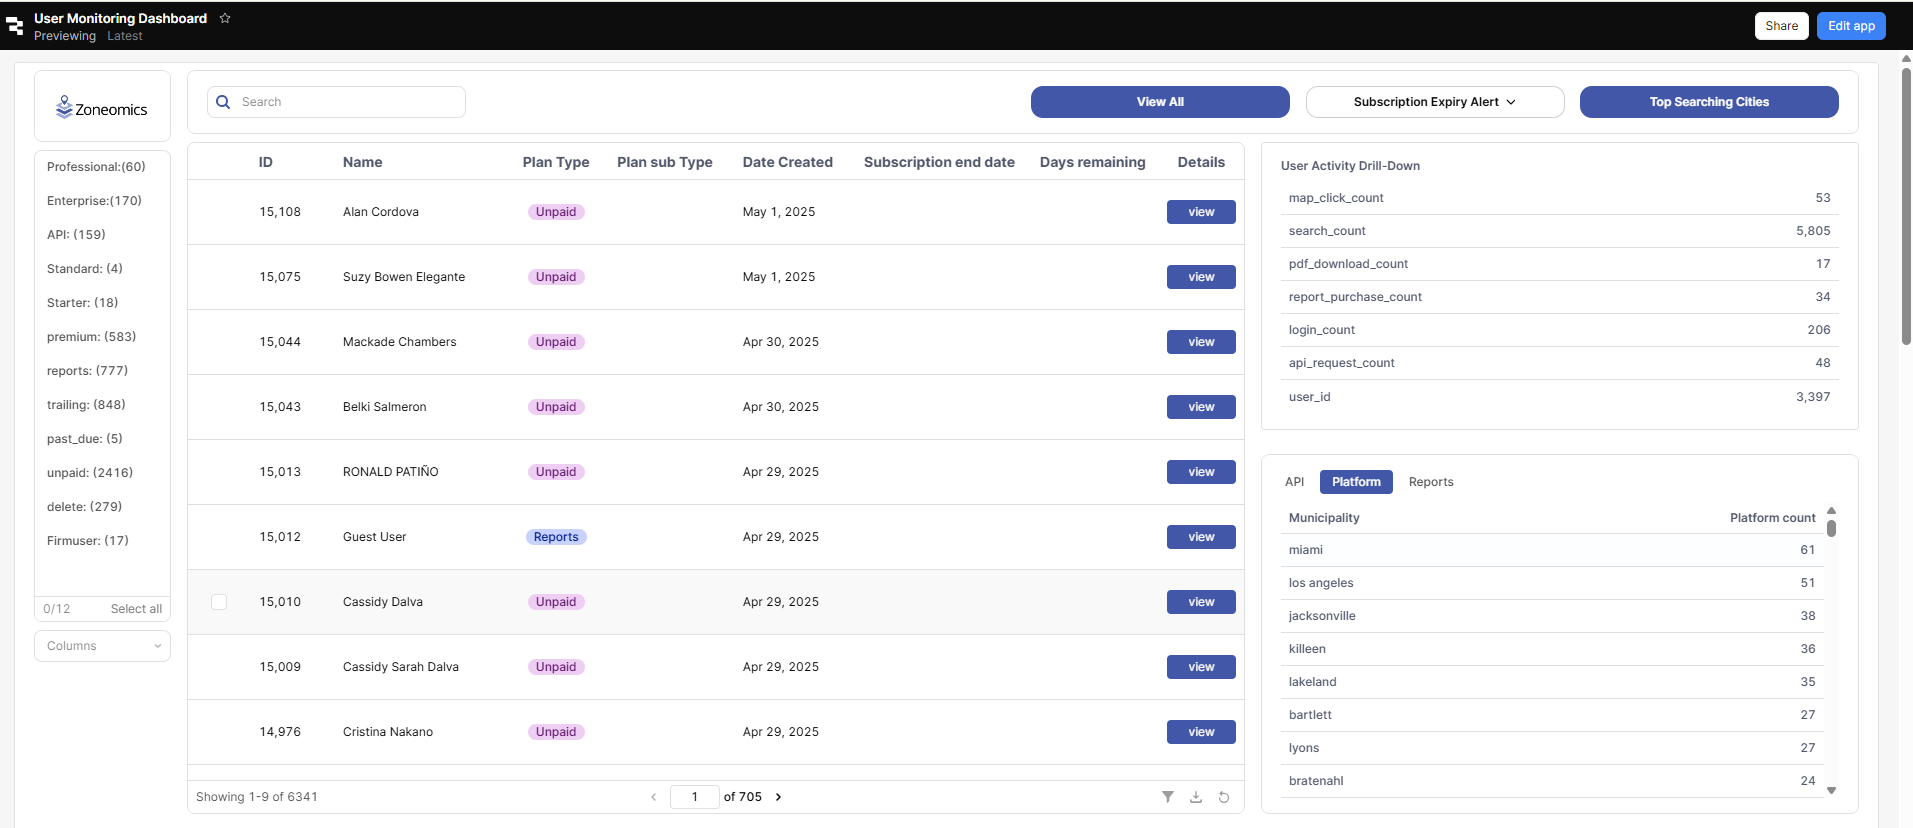 User Monitoring Dashboard
Previewing Latest
Share
Edit app
Zoneomics
Search
View All
Subscription Expiry Alert
Top Searching Cities
Professional:(60)
Enterprise:(170)
API: (159)
Standard: (4)
Starter: (18)
premium: (583)
reports: (777)
trailing: (848)
past_due: (5)
unpaid: (2416)
delete: (279)
Firmuser: (17)
0/12 Select all
Columns
ID Name Plan Type Plan sub Type Date Created Subscription end date Days remaining Details
15,108 Alan Cordova Unpaid May 1, 2025 view
15,075 Suzy Bowen Elegante Unpaid May 1, 2025 view
15,044 Mackade Chambers Unpaid Apr 30, 2025 view
15,043 Belki Salmeron Unpaid Apr 30, 2025 view
15,013 RONALD PATIÑO Unpaid Apr 29, 2025 view
15,012 Guest User Reports Apr 29, 2025 view
15,010 Cassidy Dalva Unpaid Apr 29, 2025 view
15,009 Cassidy Sarah Dalva Unpaid Apr 29, 2025 view
14,976 Cristina Nakano Unpaid Apr 29, 2025 view
Showing 1-9 of 6341
1 of 705
User Activity Drill-Down
map_click_count 53
search_count 5,805
pdf_download_count 17
report_purchase_count 34
login_count 206
api_request_count 48
user_id 3,397
API Platform Reports
Municipality Platform count
miami 61
los angeles 51
jacksonville 38
killeen 36
lakeland 35
bartlett 27
lyons 27
bratenahl 24